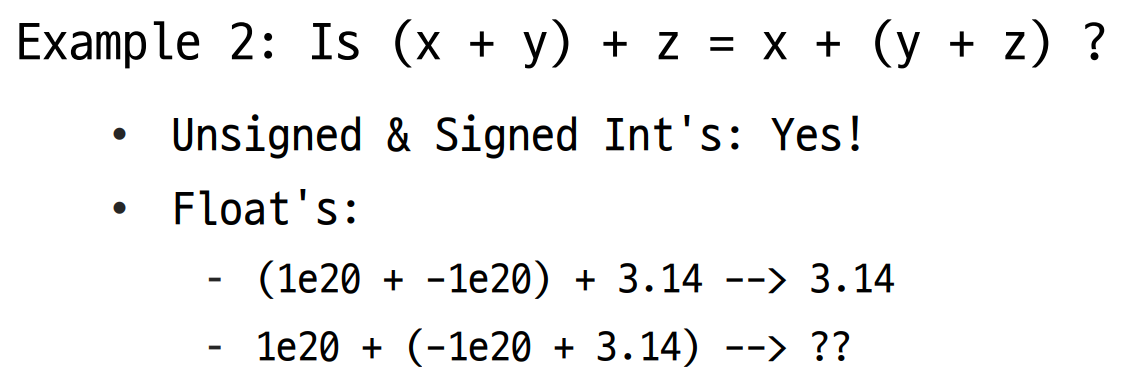 Example 2: Is (x + y) + z = x + (y + z) ?
• Unsigned & Signed Int's: Yes!
• Float's:
- (1e20 + -1e20) + 3.14 --> 3.14
- 1e20 + (-1e20 + 3.14) --> ??